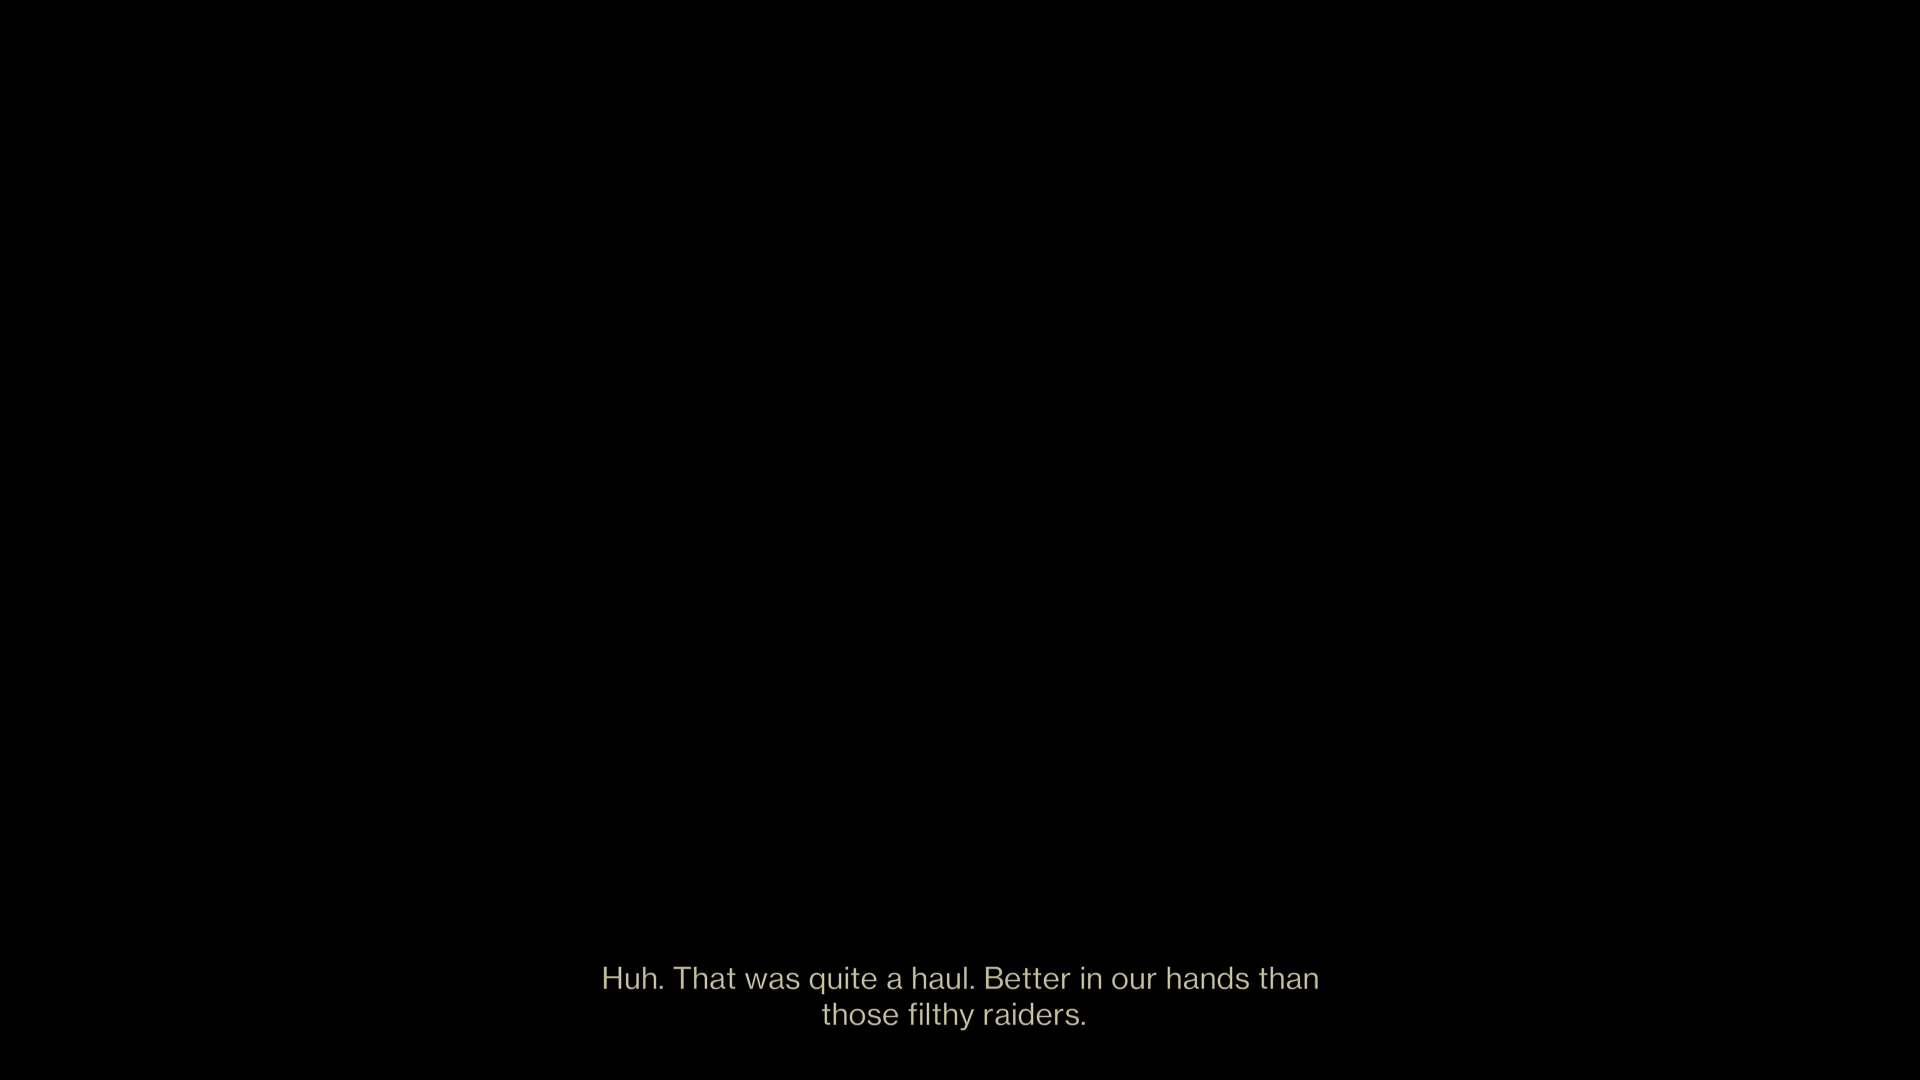 Huh. That was quite a haul. Better in our hands than
those filthy raiders.